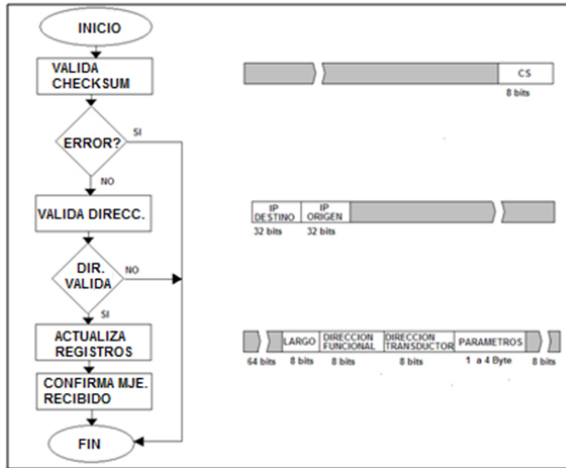 INICIO
VALIDA
CHECKSUM
CS
8 bits
ERROR?
SI
NO
VALIDA DIRECC.
IP
DESTINO
IP
ORIGEN
32 bits
32 bits
DIR.
VALIDA
NO
SI
ACTUALIZA
REGISTROS
LARGO
DIRECCION
FUNCIONAL
DIRECCION
TRANSDUCTOR
PARAMETROS
64 bits
8 bits
8 bits
8 bits
1 a 4 Byte
8 bits
CONFIRMA MJE.
RECIBIDO
FIN